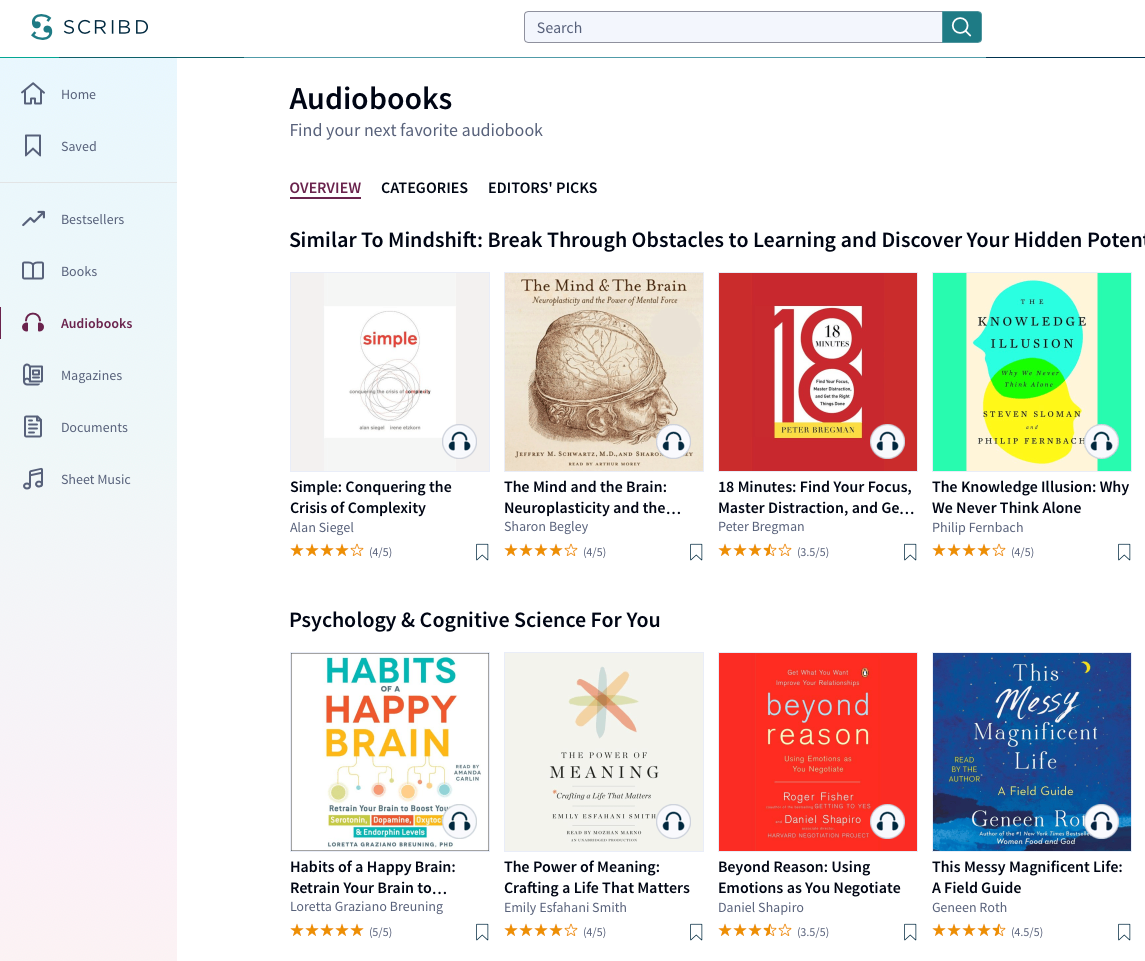 SCRIBD
Search
Home
Saved
Bestsellers
Books
Audiobooks
Magazines
Documents
Sheet Music
Audiobooks
Find your next favorite audiobook
OVERVIEW CATEGORIES EDITORS' PICKS
Similar To Mindshift: Break Through Obstacles to Learning and Discover Your Hidden Potent
simple
conquering the crisis of complexity
alan siegel irene etzkorn
Simple: Conquering the
Crisis of Complexity
Alan Siegel
(4/5)
The Mind & The Brain
Neuroplasticity and the Power of Mental Force
JEFFREY M. SCHWARTZ, M.D., AND SHARON
READ BY ARTHUR MOREY
The Mind and the Brain:
Neuroplasticity and the...
Sharon Begley
(4/5)
18
18
MINUTES
Find Your Focus,
Master Distraction,
and Get the Right
Things Done
PETER BREGMAN
18 Minutes: Find Your Focus,
Master Distraction, and Ge...
Peter Bregman
(3.5/5)
THE
KNOWLEDGE
ILLUSION
Why We Never
Think Alone
STEVEN SLOMAN
and
PHILIP FERNBACH
The Knowledge Illusion: Why
We Never Think Alone
Philip Fernbach
(4/5)
Psychology & Cognitive Science For You
HABITS
OF A
HAPPY
BRAIN
READ BY
AMANDA
CARLIN
Retrain Your Brain to Boost Your
Serotonin, Dopamine, Oxytoc
& Endorphin Levels
LORETTA GRAZIANO BREUNING, PHD
Habits of a Happy Brain:
Retrain Your Brain to...
Loretta Graziano Breuning
(5/5)
THE POWER OF
MEANING
Crafting a Life That Matters
EMILY ESFAHANI SMITH
READ BY MOZHAN MARNO
AN UNABRIDGED PRODUCTION
The Power of Meaning:
Crafting a Life That Matters
Emily Esfahani Smith
(4/5)
Get What You Want
Improve Your Relationships
beyond
reason
Using Emotions as
You Negotiate
Roger Fisher
GETTING TO YES
and Daniel Shapiro
HARVARD NEGOTIATION PROJECT
Beyond Reason: Using
Emotions as You Negotiate
Daniel Shapiro
(3.5/5)
This
Messy
Magnificent
Life
READ
BY THE
AUTHOR
A Field Guide
Geneen Rot
Author of the #1 New York Times Bestselle
Women Food and God
This Messy Magnificent Life:
A Field Guide
Geneen Roth
(4.5/5)